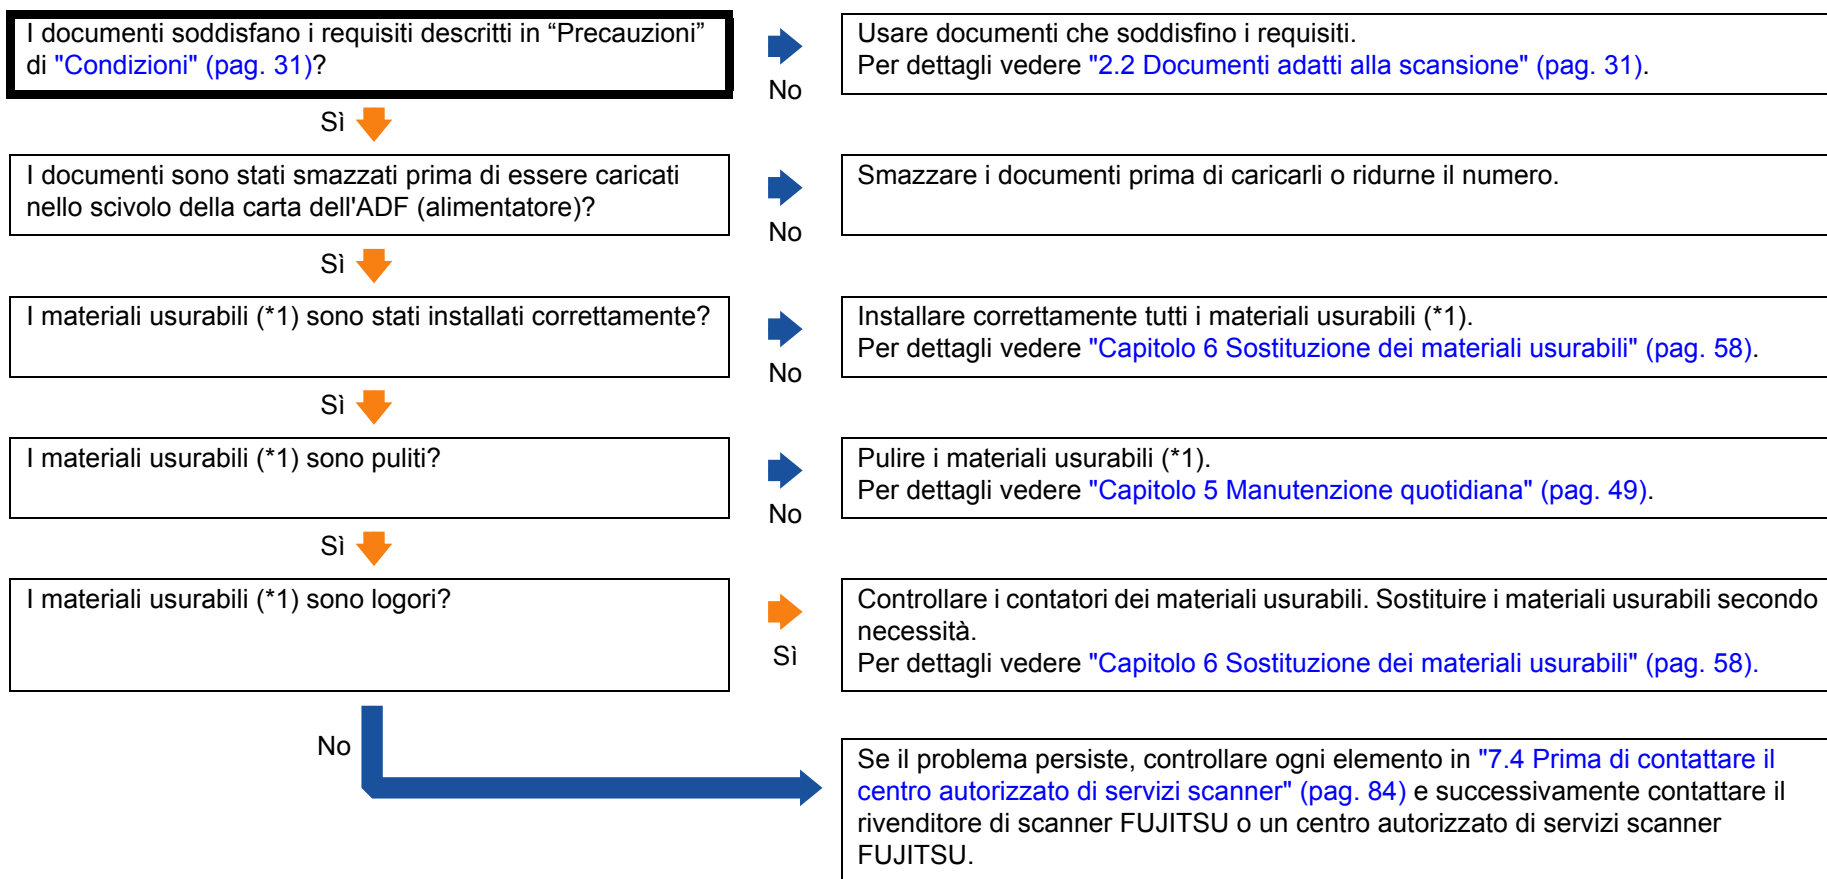 I documenti soddisfano i requisiti descritti in “Precauzioni”
di "Condizioni" (pag. 31)?
No
Usare documenti che soddisfino i requisiti.
Per dettagli vedere "2.2 Documenti adatti alla scansione" (pag. 31).
Sì
I documenti sono stati smazzati prima di essere caricati
nello scivolo della carta dell'ADF (alimentatore)?
No
Smazzare i documenti prima di caricarli o ridurne il numero.
Sì
I materiali usurabili (*1) sono stati installati correttamente?
No
Installare correttamente tutti i materiali usurabili (*1).
Per dettagli vedere "Capitolo 6 Sostituzione dei materiali usurabili" (pag. 58).
Sì
I materiali usurabili (*1) sono puliti?
No
Pulire i materiali usurabili (*1).
Per dettagli vedere "Capitolo 5 Manutenzione quotidiana" (pag. 49).
Sì
I materiali usurabili (*1) sono logori?
Sì
Controllare i contatori dei materiali usurabili. Sostituire i materiali usurabili secondo
necessità.
Per dettagli vedere "Capitolo 6 Sostituzione dei materiali usurabili" (pag. 58).
No
Se il problema persiste, controllare ogni elemento in "7.4 Prima di contattare il
centro autorizzato di servizi scanner" (pag. 84) e successivamente contattare il
rivenditore di scanner FUJITSU o un centro autorizzato di servizi scanner
FUJITSU.